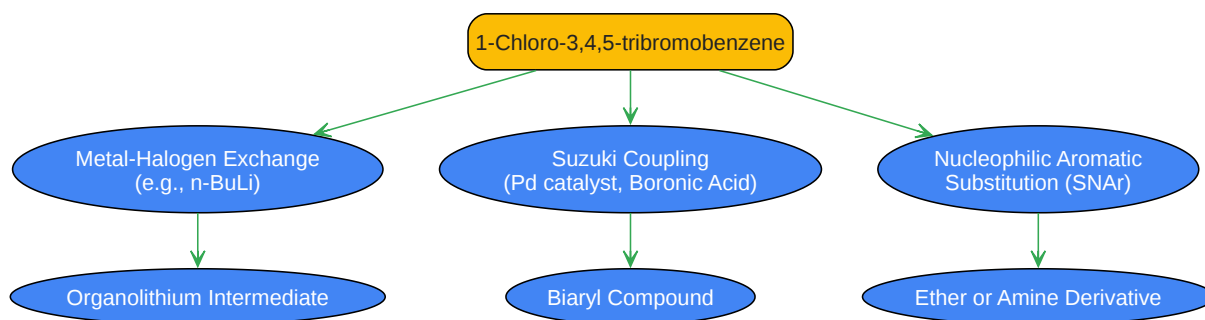 1-Chloro-3,4,5-tribromobenzene
Metal-Halogen Exchange
(e.g., n-BuLi)
Suzuki Coupling
(Pd catalyst, Boronic Acid)
Nucleophilic Aromatic
Substitution (SNAr)
Organolithium Intermediate
Biaryl Compound
Ether or Amine Derivative